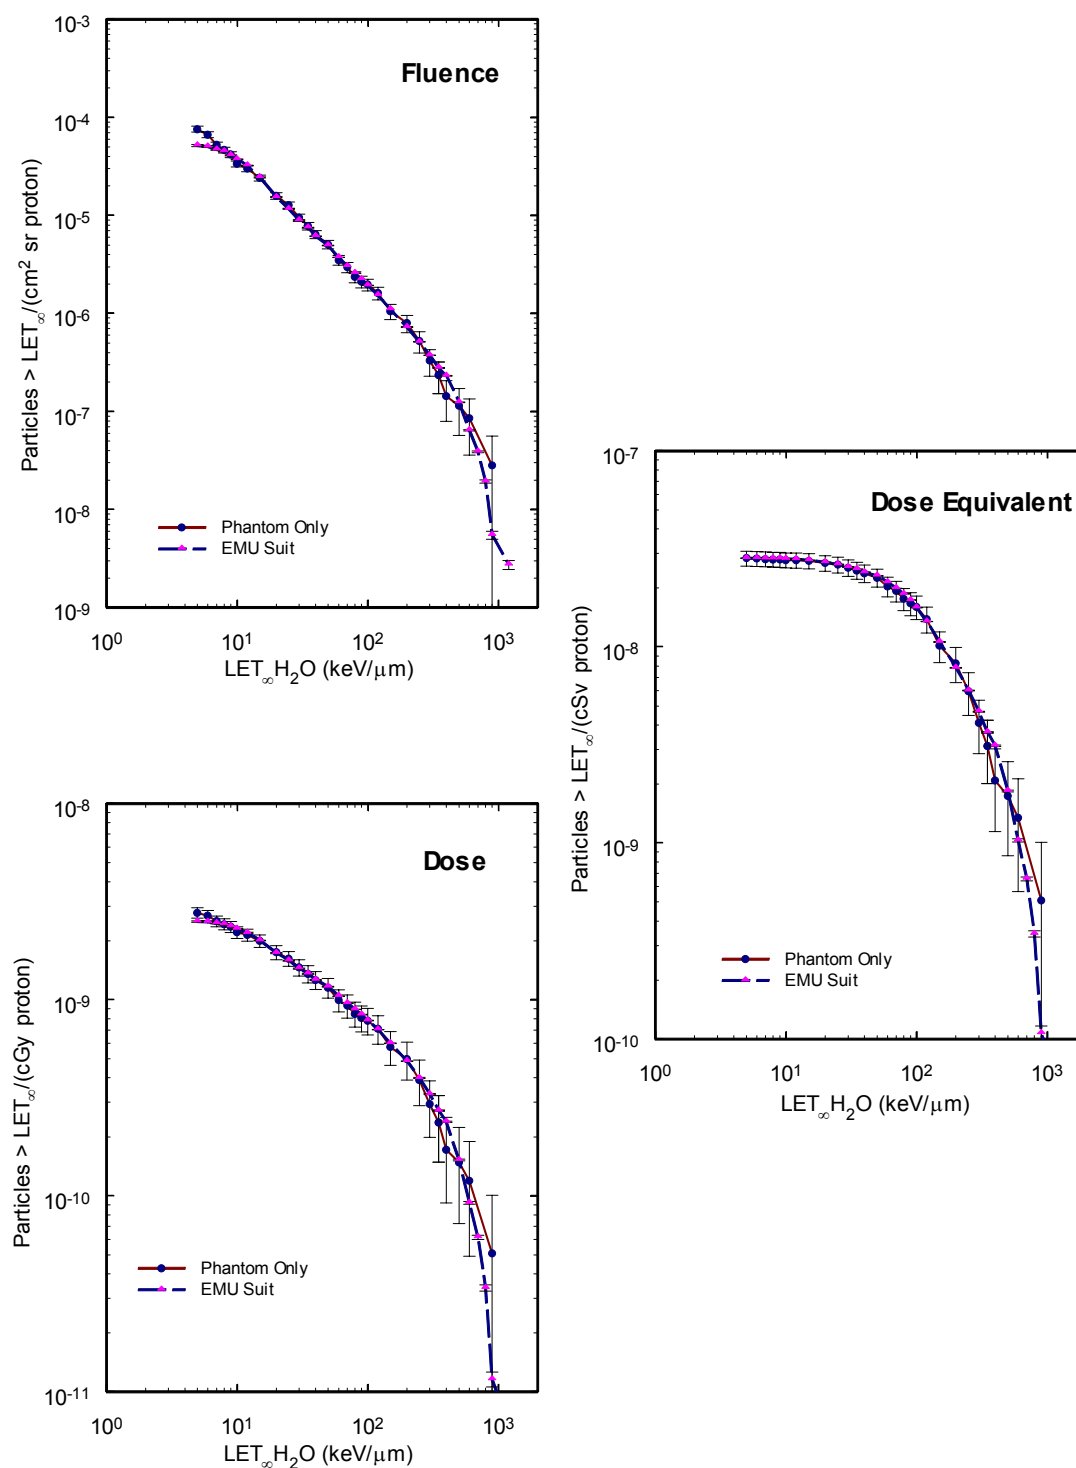 Fluence
10⁻³
10⁻⁴
10⁻⁵
10⁻⁶
10⁻⁷
10⁻⁸
10⁻⁹
Particles > LET∞/(cm² sr proton)
Phantom Only
EMU Suit
10⁰ 10¹ 10² 10³
LET∞H₂O (keV/μm)
Dose Equivalent
10⁻⁷
10⁻⁸
10⁻⁹
10⁻¹⁰
Particles > LET∞/(cSv proton)
Phantom Only
EMU Suit
10⁰ 10¹ 10² 10³
LET∞H₂O (keV/μm)
Dose
10⁻⁸
10⁻⁹
10⁻¹⁰
10⁻¹¹
Particles > LET∞/(cGy proton)
Phantom Only
EMU Suit
10⁰ 10¹ 10² 10³
LET∞H₂O (keV/μm)